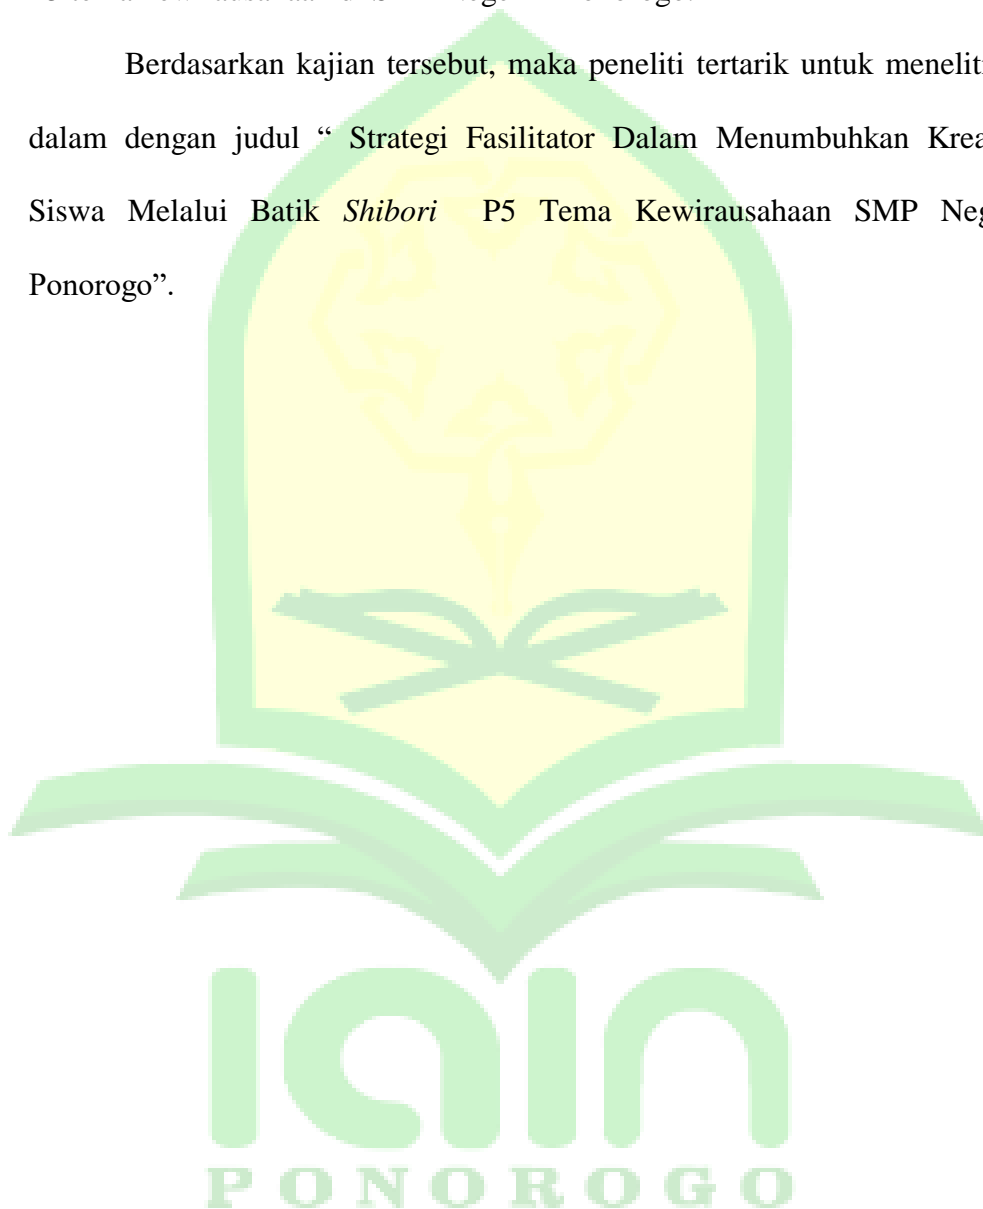 Berdasarkan kajian tersebut, maka peneliti tertarik untuk
dalam dengan judul “ Strategi Fasilitator Dalam Menumbuhkan
Siswa Melalui Batik Shibori P5 Tema Kewirausahaan SMP
Ponorogo”.
iain
PONOROGO